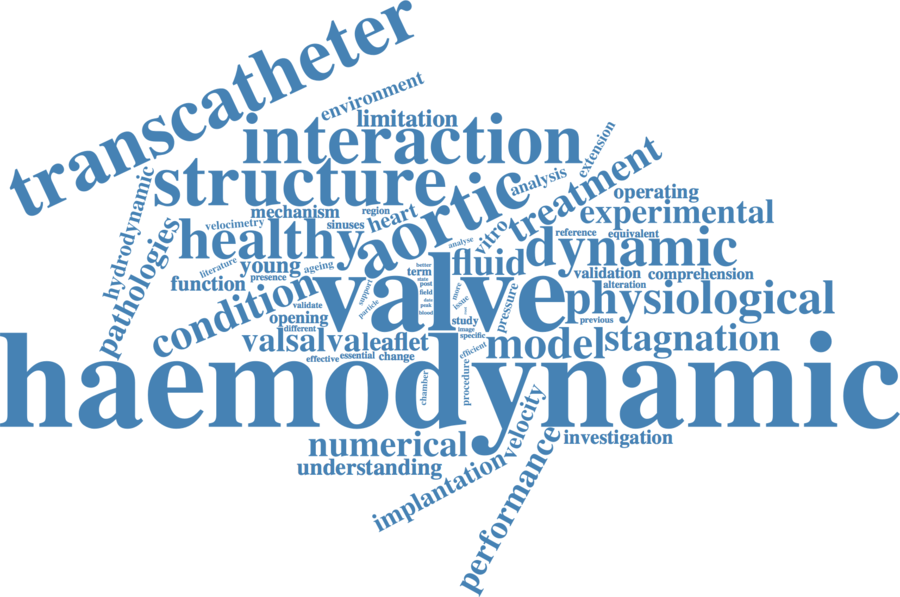 transcatheter
environment
limitation
interaction
extension
structure
aortic
analysis
treatment
operating
hydrodynamic
mechanism
region
heart
experimental
velocimetry
sinuses
vitro
reference
equivalent
pathologies
healthy
analyse
dynamic
literature
young
ageing
fluid
validation
comprehension
function
presence
term
support
condition
valve
more
issue
pressure
alteration
physiological
validate
particle
post
field
data
peak
blood
opening
different
study
previous
valsalva
leaflet
image
specific
model
stagnation
effective
essential
change
efficient
haemodynamic
chamber
procedure
numerical
velocity
investigation
understanding
implantation
performance